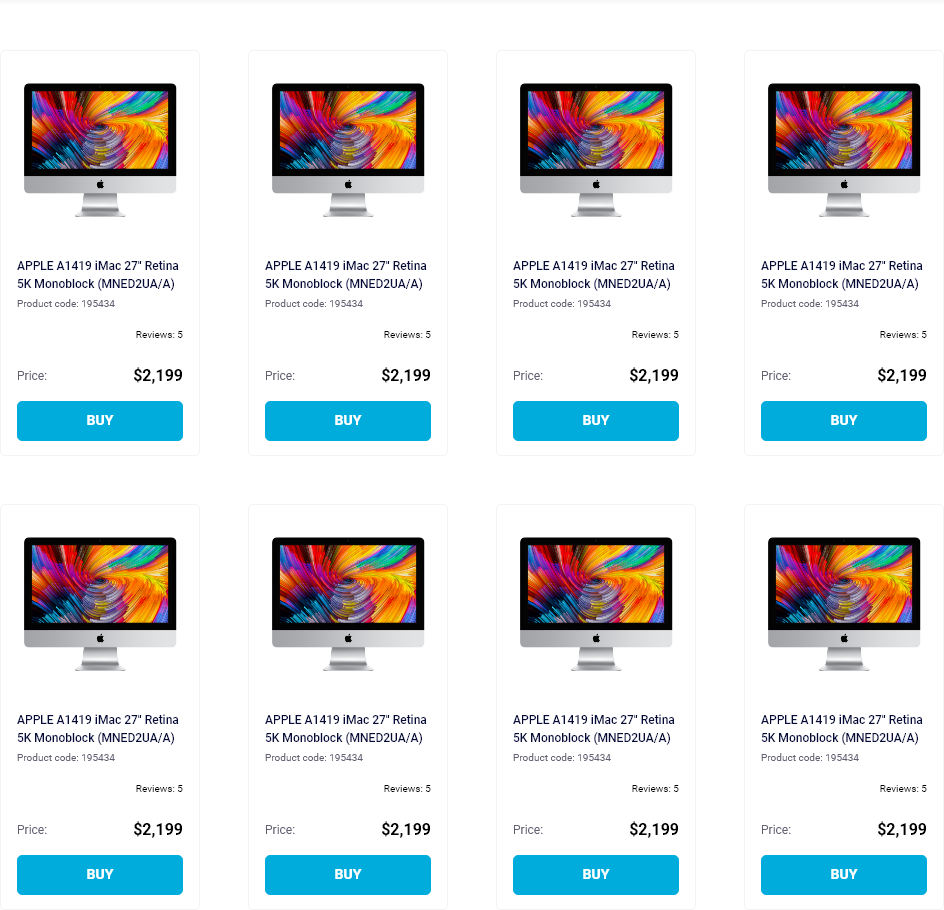 APPLE A1419 iMac 27" Retina
5K Monoblock (MNED2UA/A)
Product code: 195434
Reviews: 5
Price: $2,199
BUY
APPLE A1419 iMac 27" Retina
5K Monoblock (MNED2UA/A)
Product code: 195434
Reviews: 5
Price: $2,199
BUY
APPLE A1419 iMac 27" Retina
5K Monoblock (MNED2UA/A)
Product code: 195434
Reviews: 5
Price: $2,199
BUY
APPLE A1419 iMac 27" Retina
5K Monoblock (MNED2UA/A)
Product code: 195434
Reviews: 5
Price: $2,199
BUY
APPLE A1419 iMac 27" Retina
5K Monoblock (MNED2UA/A)
Product code: 195434
Reviews: 5
Price: $2,199
BUY
APPLE A1419 iMac 27" Retina
5K Monoblock (MNED2UA/A)
Product code: 195434
Reviews: 5
Price: $2,199
BUY
APPLE A1419 iMac 27" Retina
5K Monoblock (MNED2UA/A)
Product code: 195434
Reviews: 5
Price: $2,199
BUY
APPLE A1419 iMac 27" Retina
5K Monoblock (MNED2UA/A)
Product code: 195434
Reviews: 5
Price: $2,199
BUY